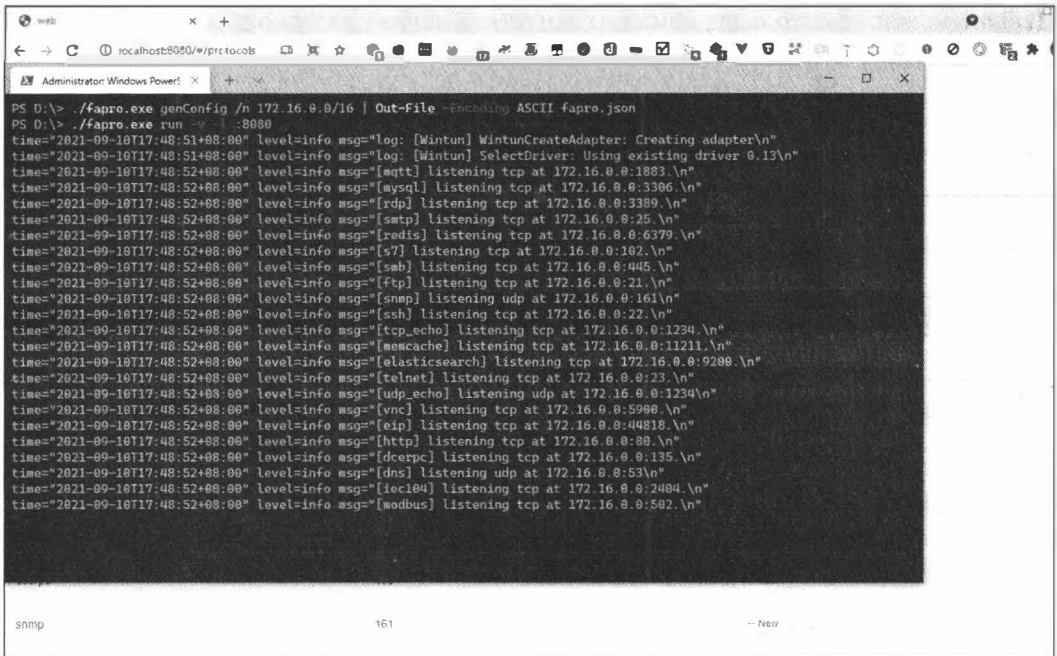 web
localhost:8080/#/protocols
Administrator: Windows PowerS
PS D:\> ./fapro.exe genConfig /n 172.16.0.0/16 | Out-File -Encoding ASCII fapro.json
PS D:\> ./fapro.exe run -v -l :8080
time="2021-09-10T17:48:51+08:00" level=info msg="log: [Wintun] WintunCreateAdapter: Creating adapter\n"
time="2021-09-10T17:48:51+08:00" level=info msg="log: [Wintun] SelectDriver: Using existing driver 0.13\n"
time="2021-09-10T17:48:52+08:00" level=info msg="[mqtt] listening tcp at 172.16.0.0:1883.\n"
time="2021-09-10T17:48:52+08:00" level=info msg="[mysql] listening tcp at 172.16.0.0:3306.\n"
time="2021-09-10T17:48:52+08:00" level=info msg="[rdp] listening tcp at 172.16.0.0:3389.\n"
time="2021-09-10T17:48:52+08:00" level=info msg="[smtp] listening tcp at 172.16.0.0:25.\n"
time="2021-09-10T17:48:52+08:00" level=info msg="[redis] listening tcp at 172.16.0.0:6379.\n"
time="2021-09-10T17:48:52+08:00" level=info msg="[s7] listening tcp at 172.16.0.0:102.\n"
time="2021-09-10T17:48:52+08:00" level=info msg="[smb] listening tcp at 172.16.0.0:445.\n"
time="2021-09-10T17:48:52+08:00" level=info msg="[ftp] listening tcp at 172.16.0.0:21.\n"
time="2021-09-10T17:48:52+08:00" level=info msg="[snmp] listening udp at 172.16.0.0:161\n"
time="2021-09-10T17:48:52+08:00" level=info msg="[ssh] listening tcp at 172.16.0.0:22.\n"
time="2021-09-10T17:48:52+08:00" level=info msg="[tcp_echo] listening tcp at 172.16.0.0:1234.\n"
time="2021-09-10T17:48:52+08:00" level=info msg="[memcache] listening tcp at 172.16.0.0:11211.\n"
time="2021-09-10T17:48:52+08:00" level=info msg="[elasticsearch] listening tcp at 172.16.0.0:9200.\n"
time="2021-09-10T17:48:52+08:00" level=info msg="[telnet] listening tcp at 172.16.0.0:23.\n"
time="2021-09-10T17:48:52+08:00" level=info msg="[udp_echo] listening udp at 172.16.0.0:1234\n"
time="2021-09-10T17:48:52+08:00" level=info msg="[vnc] listening tcp at 172.16.0.0:5900.\n"
time="2021-09-10T17:48:52+08:00" level=info msg="[eip] listening tcp at 172.16.0.0:44818.\n"
time="2021-09-10T17:48:52+08:00" level=info msg="[http] listening tcp at 172.16.0.0:80.\n"
time="2021-09-10T17:48:52+08:00" level=info msg="[dcerpc] listening tcp at 172.16.0.0:135.\n"
time="2021-09-10T17:48:52+08:00" level=info msg="[dns] listening udp at 172.16.0.0:53\n"
time="2021-09-10T17:48:52+08:00" level=info msg="[iec104] listening tcp at 172.16.0.0:2404.\n"
time="2021-09-10T17:48:52+08:00" level=info msg="[modbus] listening tcp at 172.16.0.0:502.\n"
snmp 161 -- New